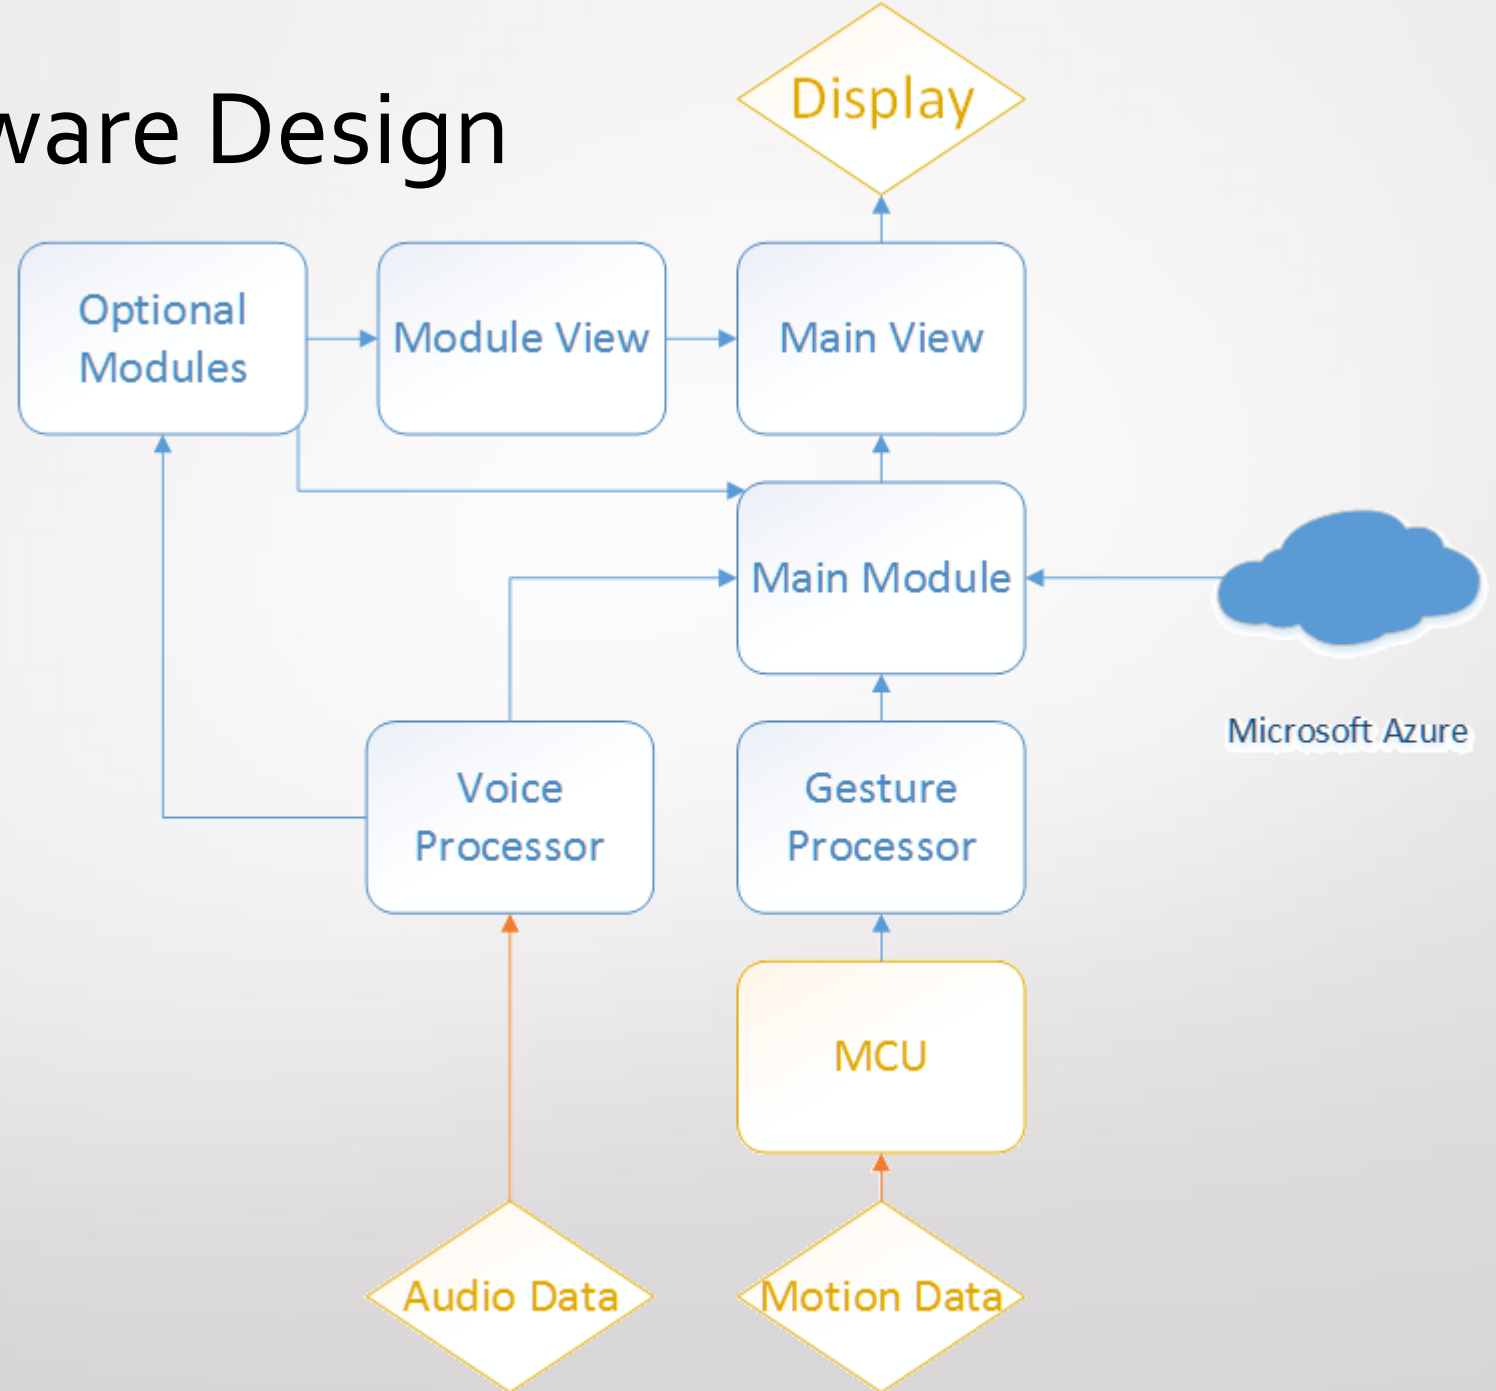 ware Design
Display
Optional
Modules
Module View
Main View
Main Module
Microsoft Azure
Voice
Processor
Gesture
Processor
MCU
Audio Data
Motion Data